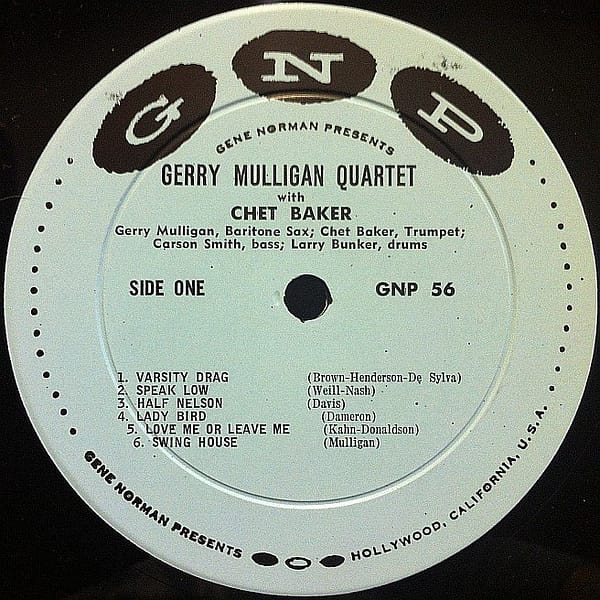 G N P
GENE NORMAN PRESENTS
GERRY MULLIGAN QUARTET
with
CHET BAKER
Gerry Mulligan, Baritone Sax; Chet Baker, Trumpet;
Carson Smith, bass; Larry Bunker, drums
SIDE ONE GNP 56
1. VARSITY DRAG (Brown-Henderson-De Sylva)
2. SPEAK LOW (Weill-Nash)
3. HALF NELSON (Davis)
4. LADY BIRD (Dameron)
5. LOVE ME OR LEAVE ME (Kahn-Donaldson)
6. SWING HOUSE (Mulligan)
GENE NORMAN PRESENTS HOLLYWOOD, CALIFORNIA, U.S.A.